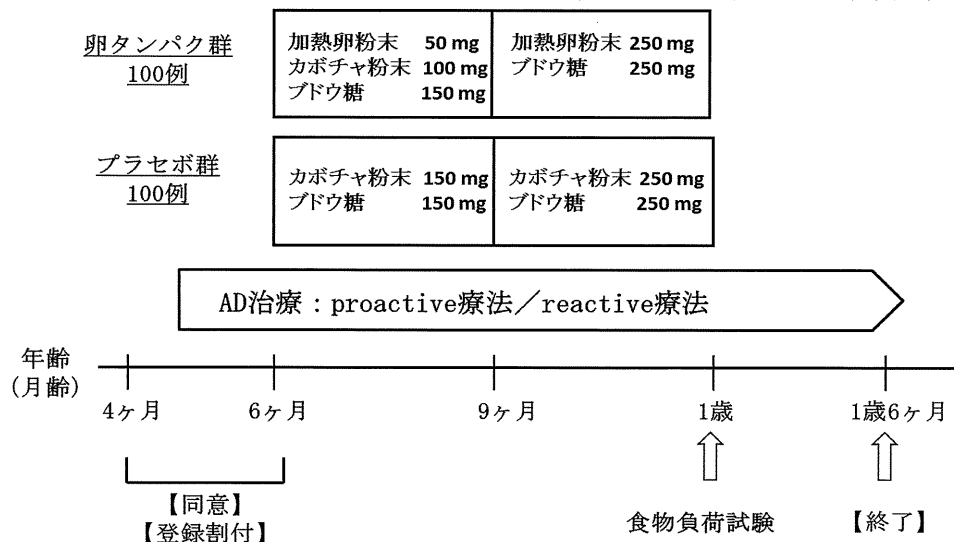 卵タンパク群
100例
加熱卵粉末 50 mg
カボチャ粉末 100 mg
ブドウ糖 150 mg
加熱卵粉末 250 mg
ブドウ糖 250 mg
プラセボ群
100例
カボチャ粉末 150 mg
ブドウ糖 150 mg
カボチャ粉末 250 mg
ブドウ糖 250 mg
AD治療：proactive療法／reactive療法
年齢
(月齢)
4ヶ月
6ヶ月
9ヶ月
1歳
1歳6ヶ月
【同意】
【登録割付】
食物負荷試験
【終了】